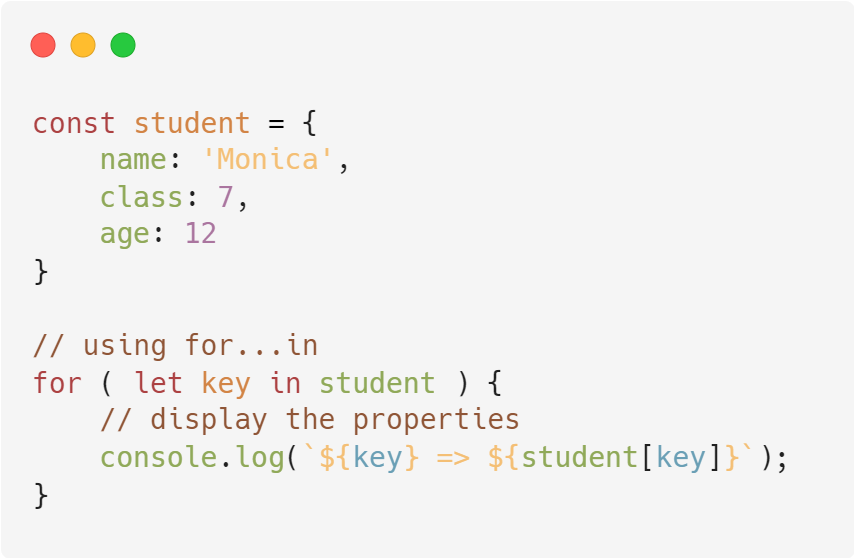 const student = {
    name: 'Monica',
    class: 7,
    age: 12
}

// using for...in
for ( let key in student ) {
    // display the properties
    console.log(`${key} => ${student[key]}`);
}